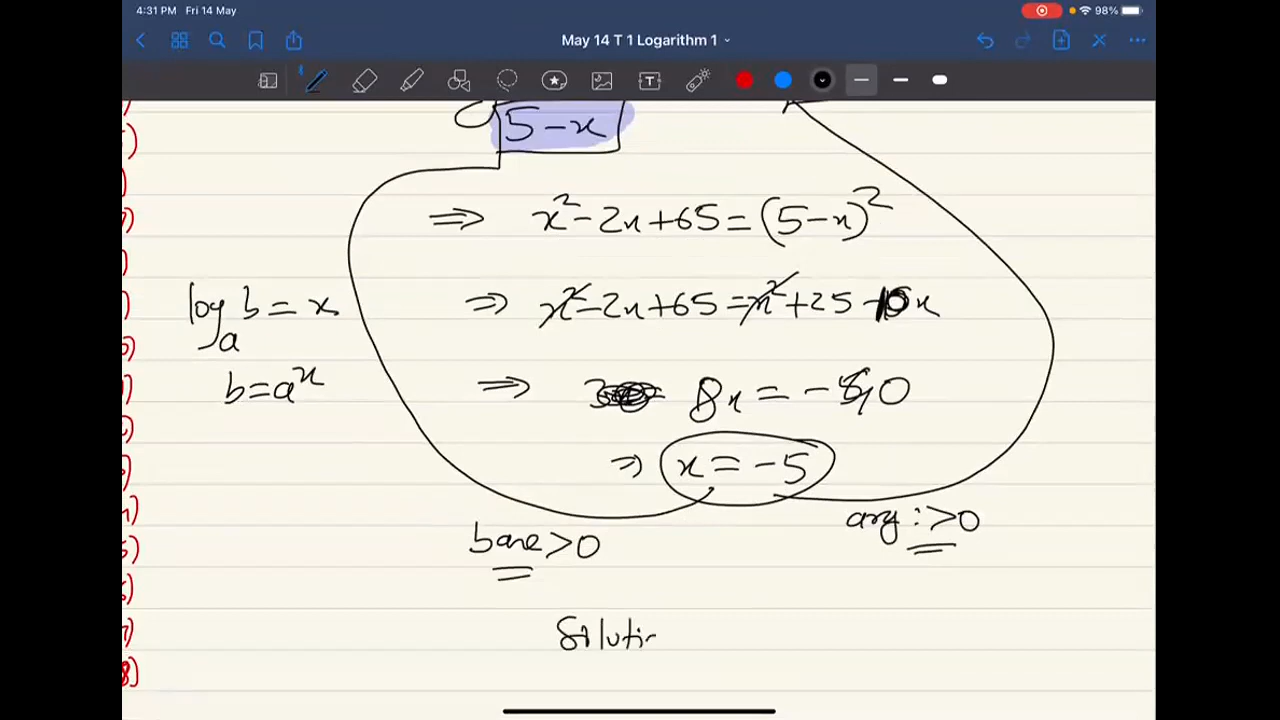 4:31 PM Fri 14 May
98%
May 14 T 1 Logarithm 1
5-x
⇒ x²-2x+65=(5-x)²
log_a b = x
⇒ x²-2x+65=x²+25-10x
b=a^x
⇒ 8x=-40
⇒ x=-5
arg:>0
base>0
Soluti